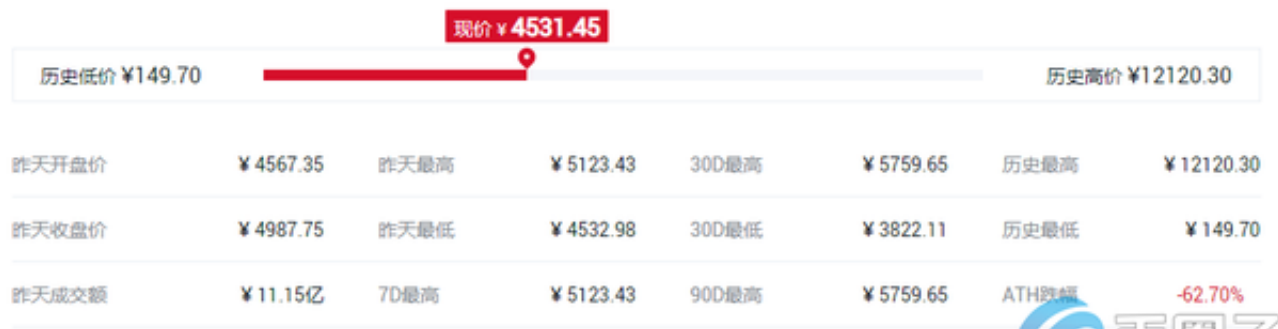 现价 ¥ 4531.45
历史低价 ¥149.70 历史高价 ¥12120.30
昨天开盘价 ¥ 4567.35 昨天最高 ¥ 5123.43 30D最高 ¥ 5759.65 历史最高 ¥ 12120.30
昨天收盘价 ¥ 4987.75 昨天最低 ¥ 4532.98 30D最低 ¥ 3822.11 历史最低 ¥ 149.70
昨天成交额 ¥ 11.15亿 7D最高 ¥ 5123.43 90D最高 ¥ 5759.65 ATH跌幅 -62.70%